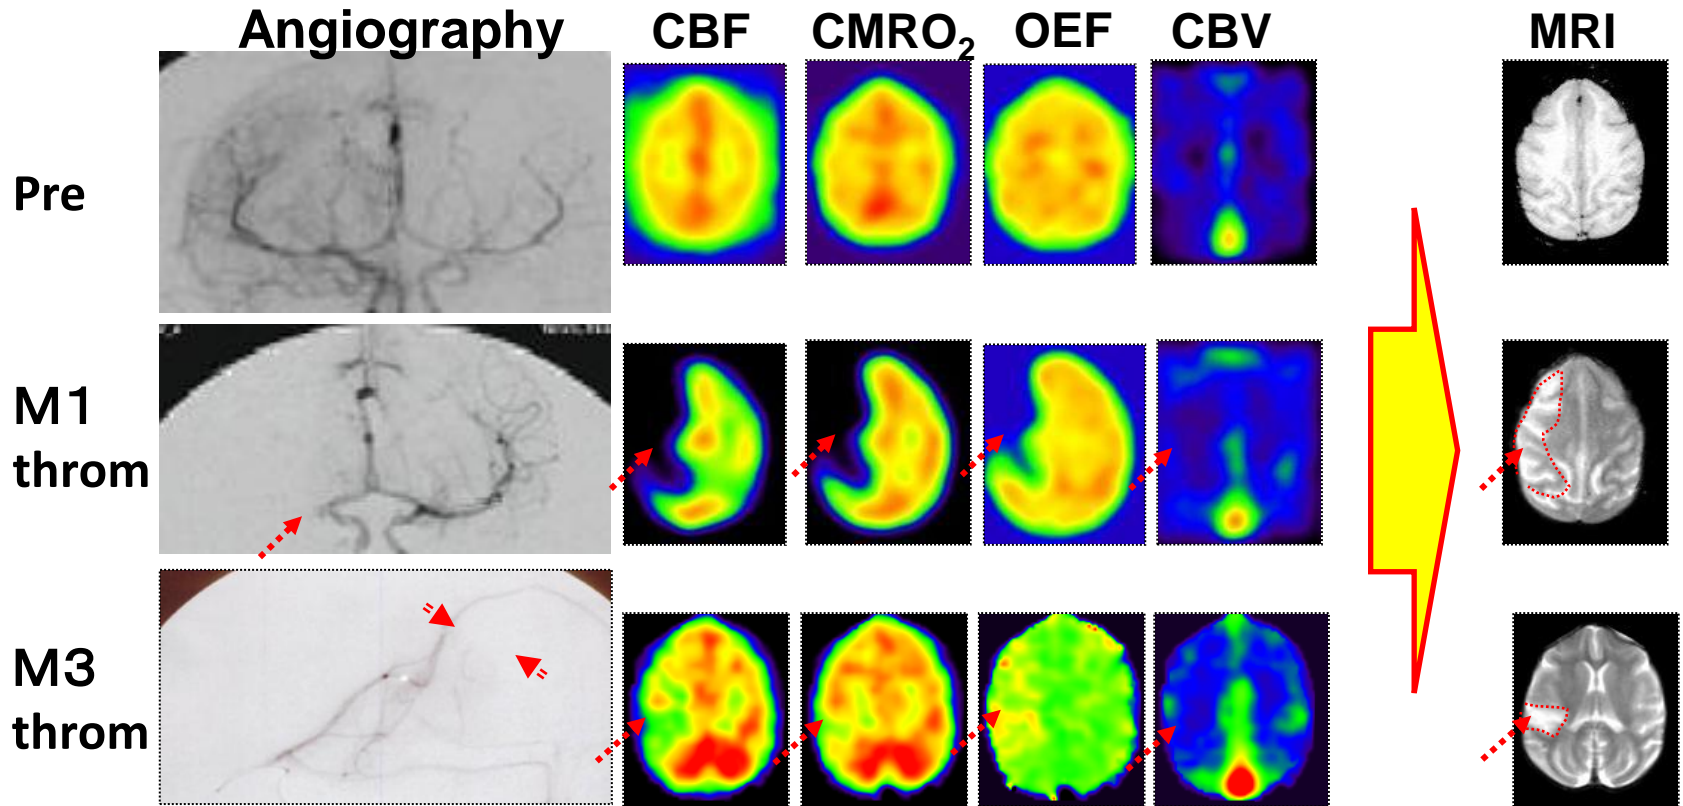 Angiography CBF CMRO₂ OEF CBV MRI
Pre
M1
throm
M3
throm